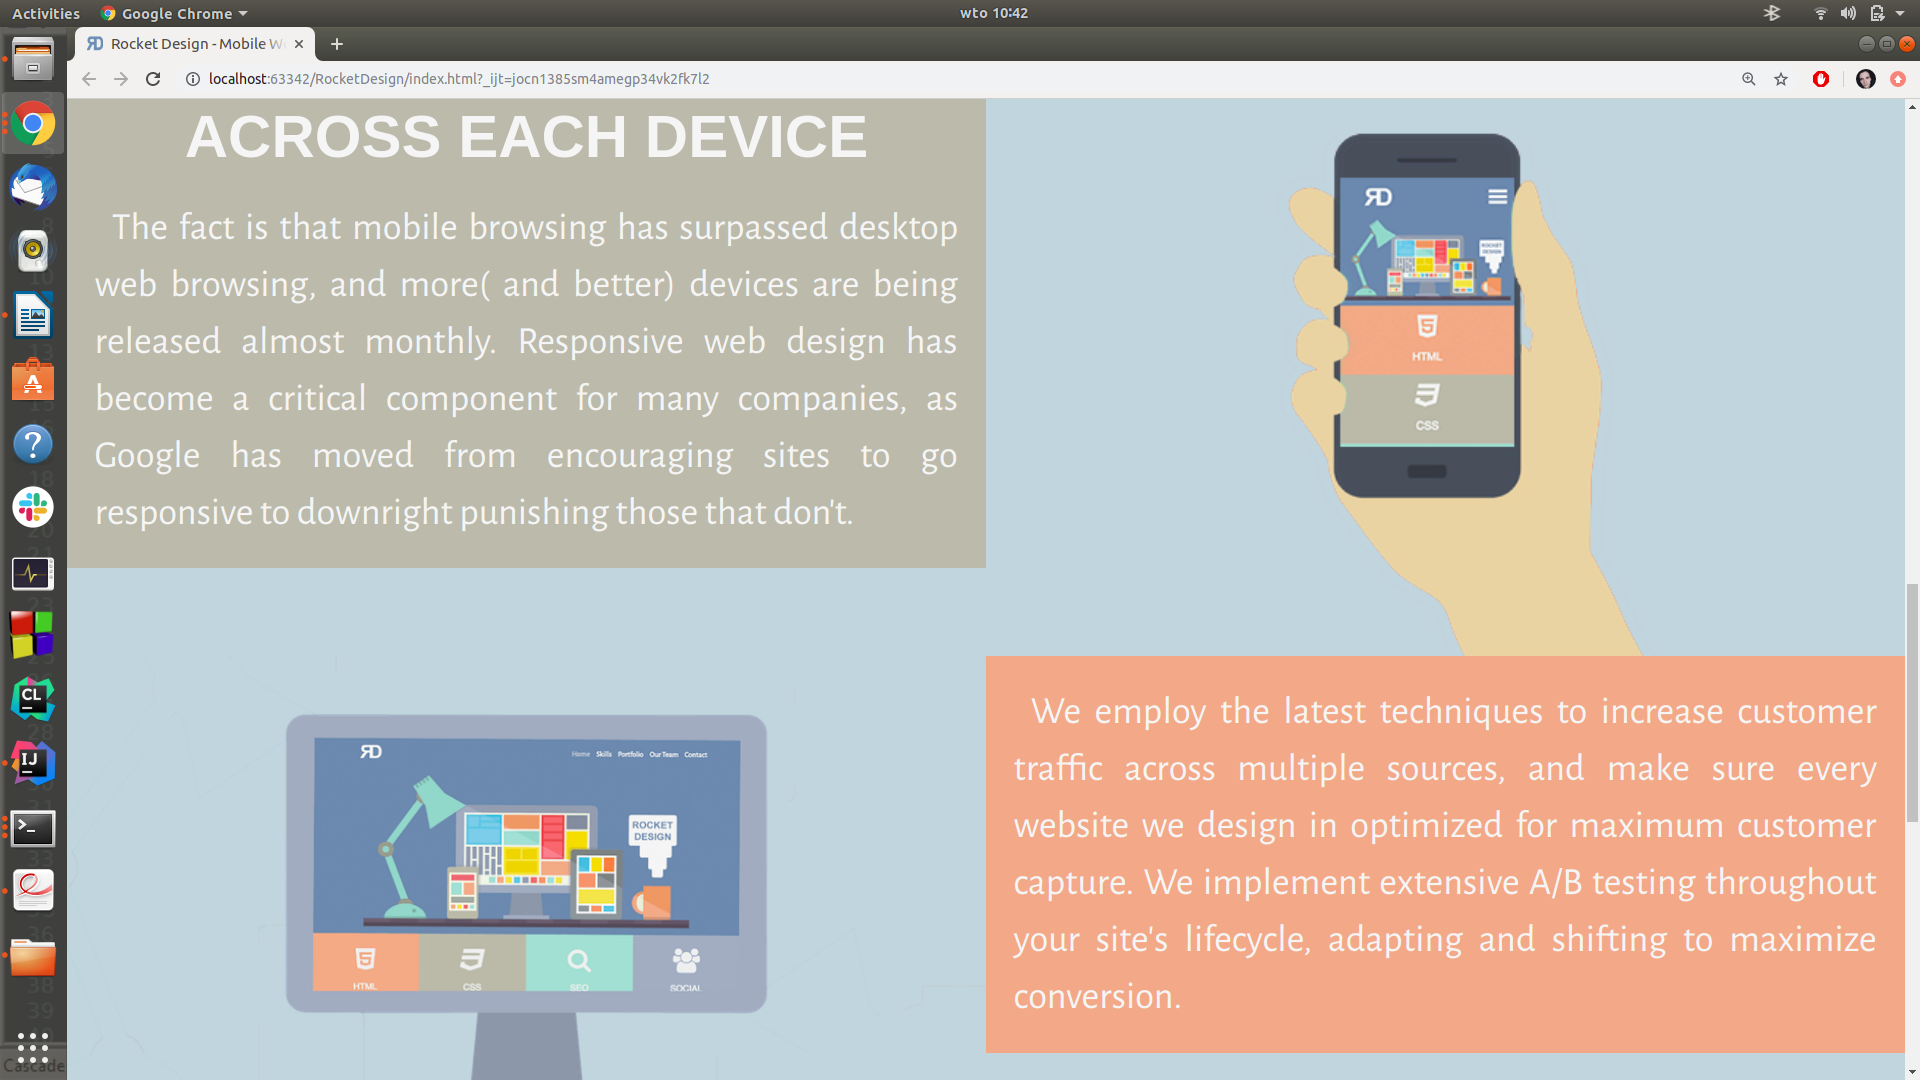 Activities
Google Chrome
wto 10:42
Rocket Design - Mobile W
localhost:63342/RocketDesign/index.html?_ijt=jocn1385sm4amegp34vk2fk7l2
ACROSS EACH DEVICE
The fact is that mobile browsing has surpassed desktop
web browsing, and more( and better) devices are being
released almost monthly. Responsive web design has
become a critical component for many companies, as
Google has moved from encouraging sites to go
responsive to downright punishing those that don't.
RD
ROCKET
DESIGN
HTML
CSS
RD
Home Skills Portfolio Our Team Contact
ROCKET
DESIGN
HTML
CSS
SEO
SOCIAL
We employ the latest techniques to increase customer
traffic across multiple sources, and make sure every
website we design in optimized for maximum customer
capture. We implement extensive A/B testing throughout
your site's lifecycle, adapting and shifting to maximize
conversion.
CL
IJ
Cascade